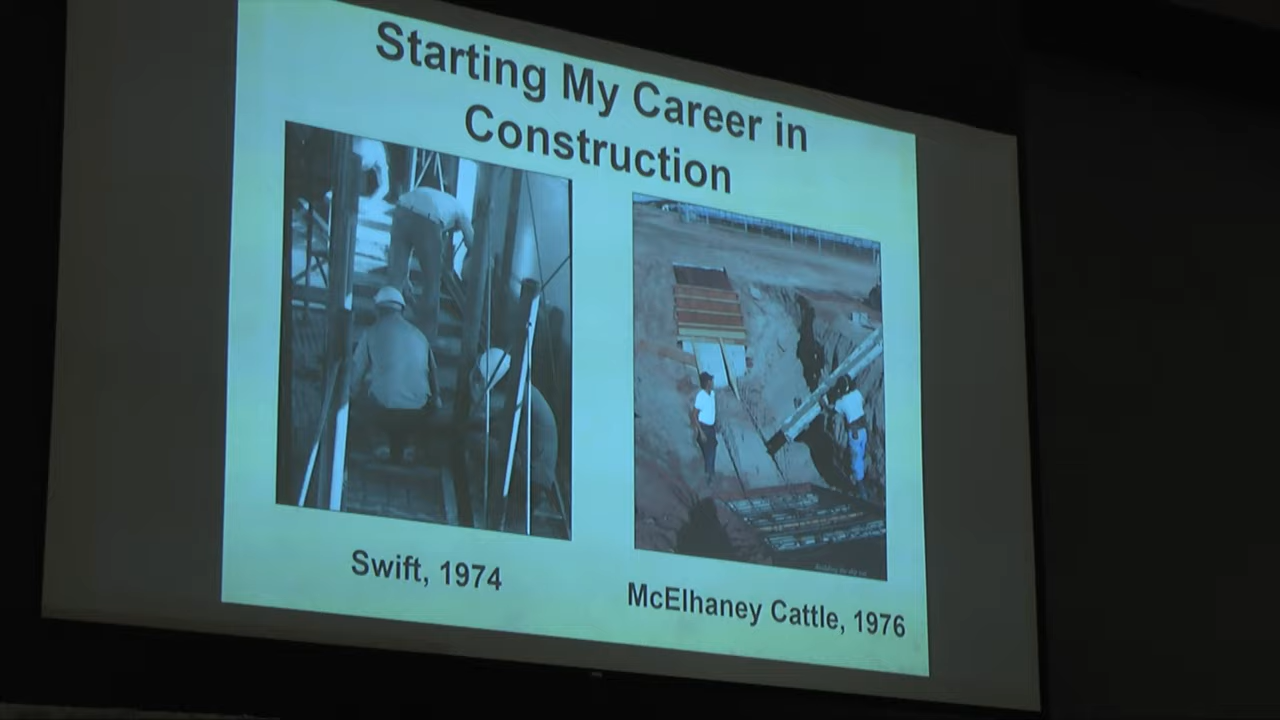 Starting My Career in
Construction
Swift, 1974
McElhaney Cattle, 1976